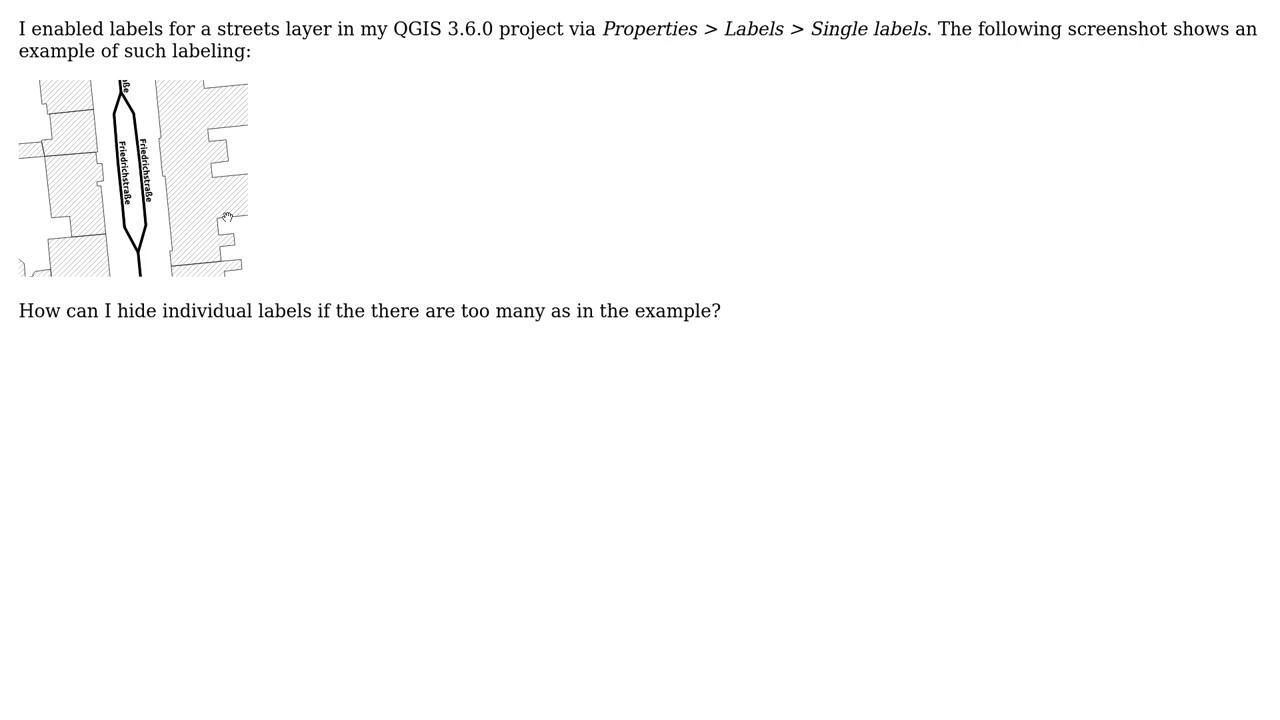 I enabled labels for a streets layer in my QGIS 3.6.0 project via Properties > Labels > Single labels. The following screenshot shows an
example of such labeling:
aße
Friedrichstraße
Friedrichstraße
How can I hide individual labels if the there are too many as in the example?